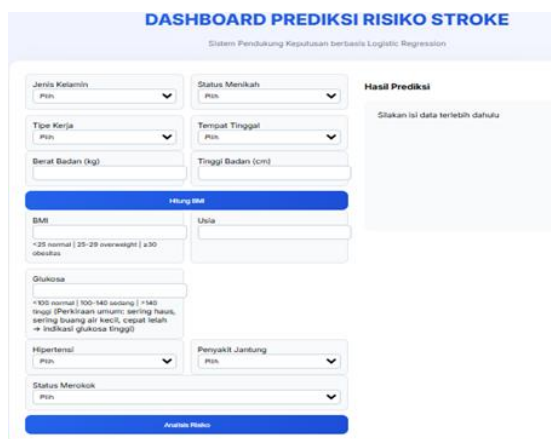 DASHBOARD PREDIKSI RISIKO STROKE
Sistem Pendukung Keputusan berbasis Logistic Regression
Jenis Kelamin
Pilih
Status Menikah
Pilih
Tipe Kerja
Pilih
Tempat Tinggal
Pilih
Berat Badan (kg)
Tinggi Badan (cm)
Hitung BMI
BMI
<25 normal | 25-29 overweight | ≥30
obesitas
Usia
Glukosa
<100 normal | 100-140 sedang | >140
tinggi (Perkiraan umum: sering haus,
sering buang air kecil, cepat lelah
→ indikasi glukosa tinggi)
Hipertensi
Pilih
Penyakit Jantung
Pilih
Status Merokok
Pilih
Analisis Risiko
Hasil Prediksi
Silakan isi data terlebih dahulu